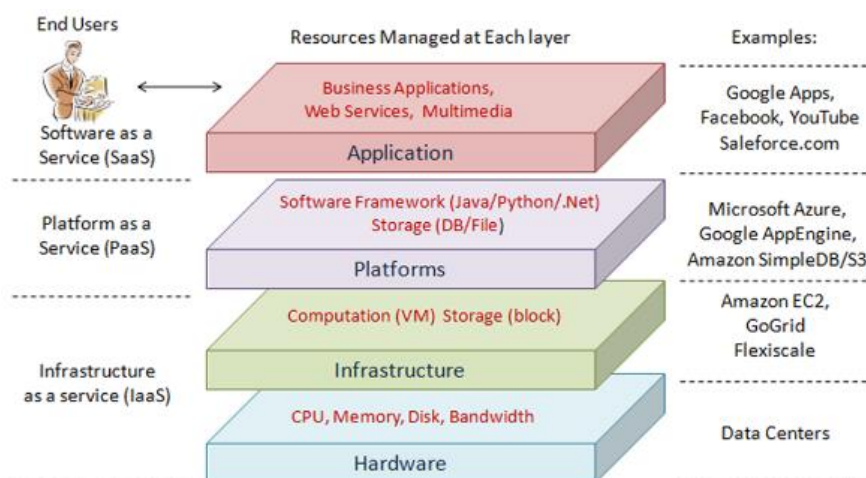 End Users
Resources Managed at Each layer
Examples:
Business Applications,
Web Services, Multimedia
Application
Software as a
Service (SaaS)
Google Apps,
Facebook, YouTube
Saleforce.com
Software Framework (Java/Python/.Net)
Storage (DB/File)
Platforms
Platform as a
Service (PaaS)
Microsoft Azure,
Google AppEngine,
Amazon SimpleDB/S3
Computation (VM) Storage (block)
Infrastructure
Amazon EC2,
GoGrid
Flexiscale
Infrastructure
as a service (IaaS)
CPU, Memory, Disk, Bandwidth
Hardware
Data Centers